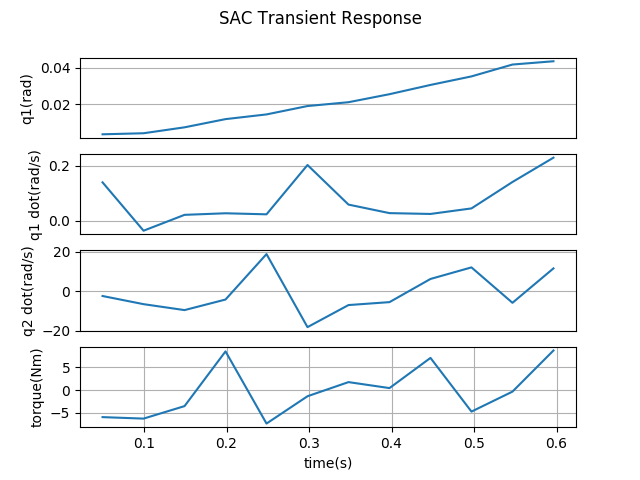 SAC Transient Response
q1(rad)
0.04
0.02
q1 dot(rad/s)
0.2
0.0
q2 dot(rad/s)
20
0
−20
torque(Nm)
5
0
−5
0.1 0.2 0.3 0.4 0.5 0.6
time(s)